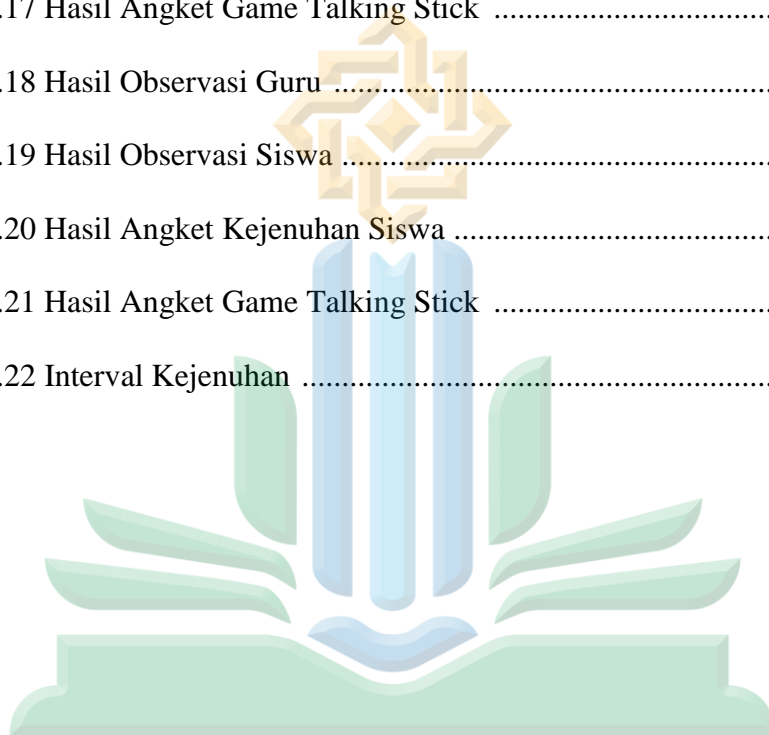 .17 Hasil Angket Game Talking Stick ....................................
.18 Hasil Observasi Guru ........................................................
.19 Hasil Observasi Siswa .......................................................
.20 Hasil Angket Kejenuhan Siswa .........................................
.21 Hasil Angket Game Talking Stick ....................................
.22 Interval Kejenuhan ............................................................